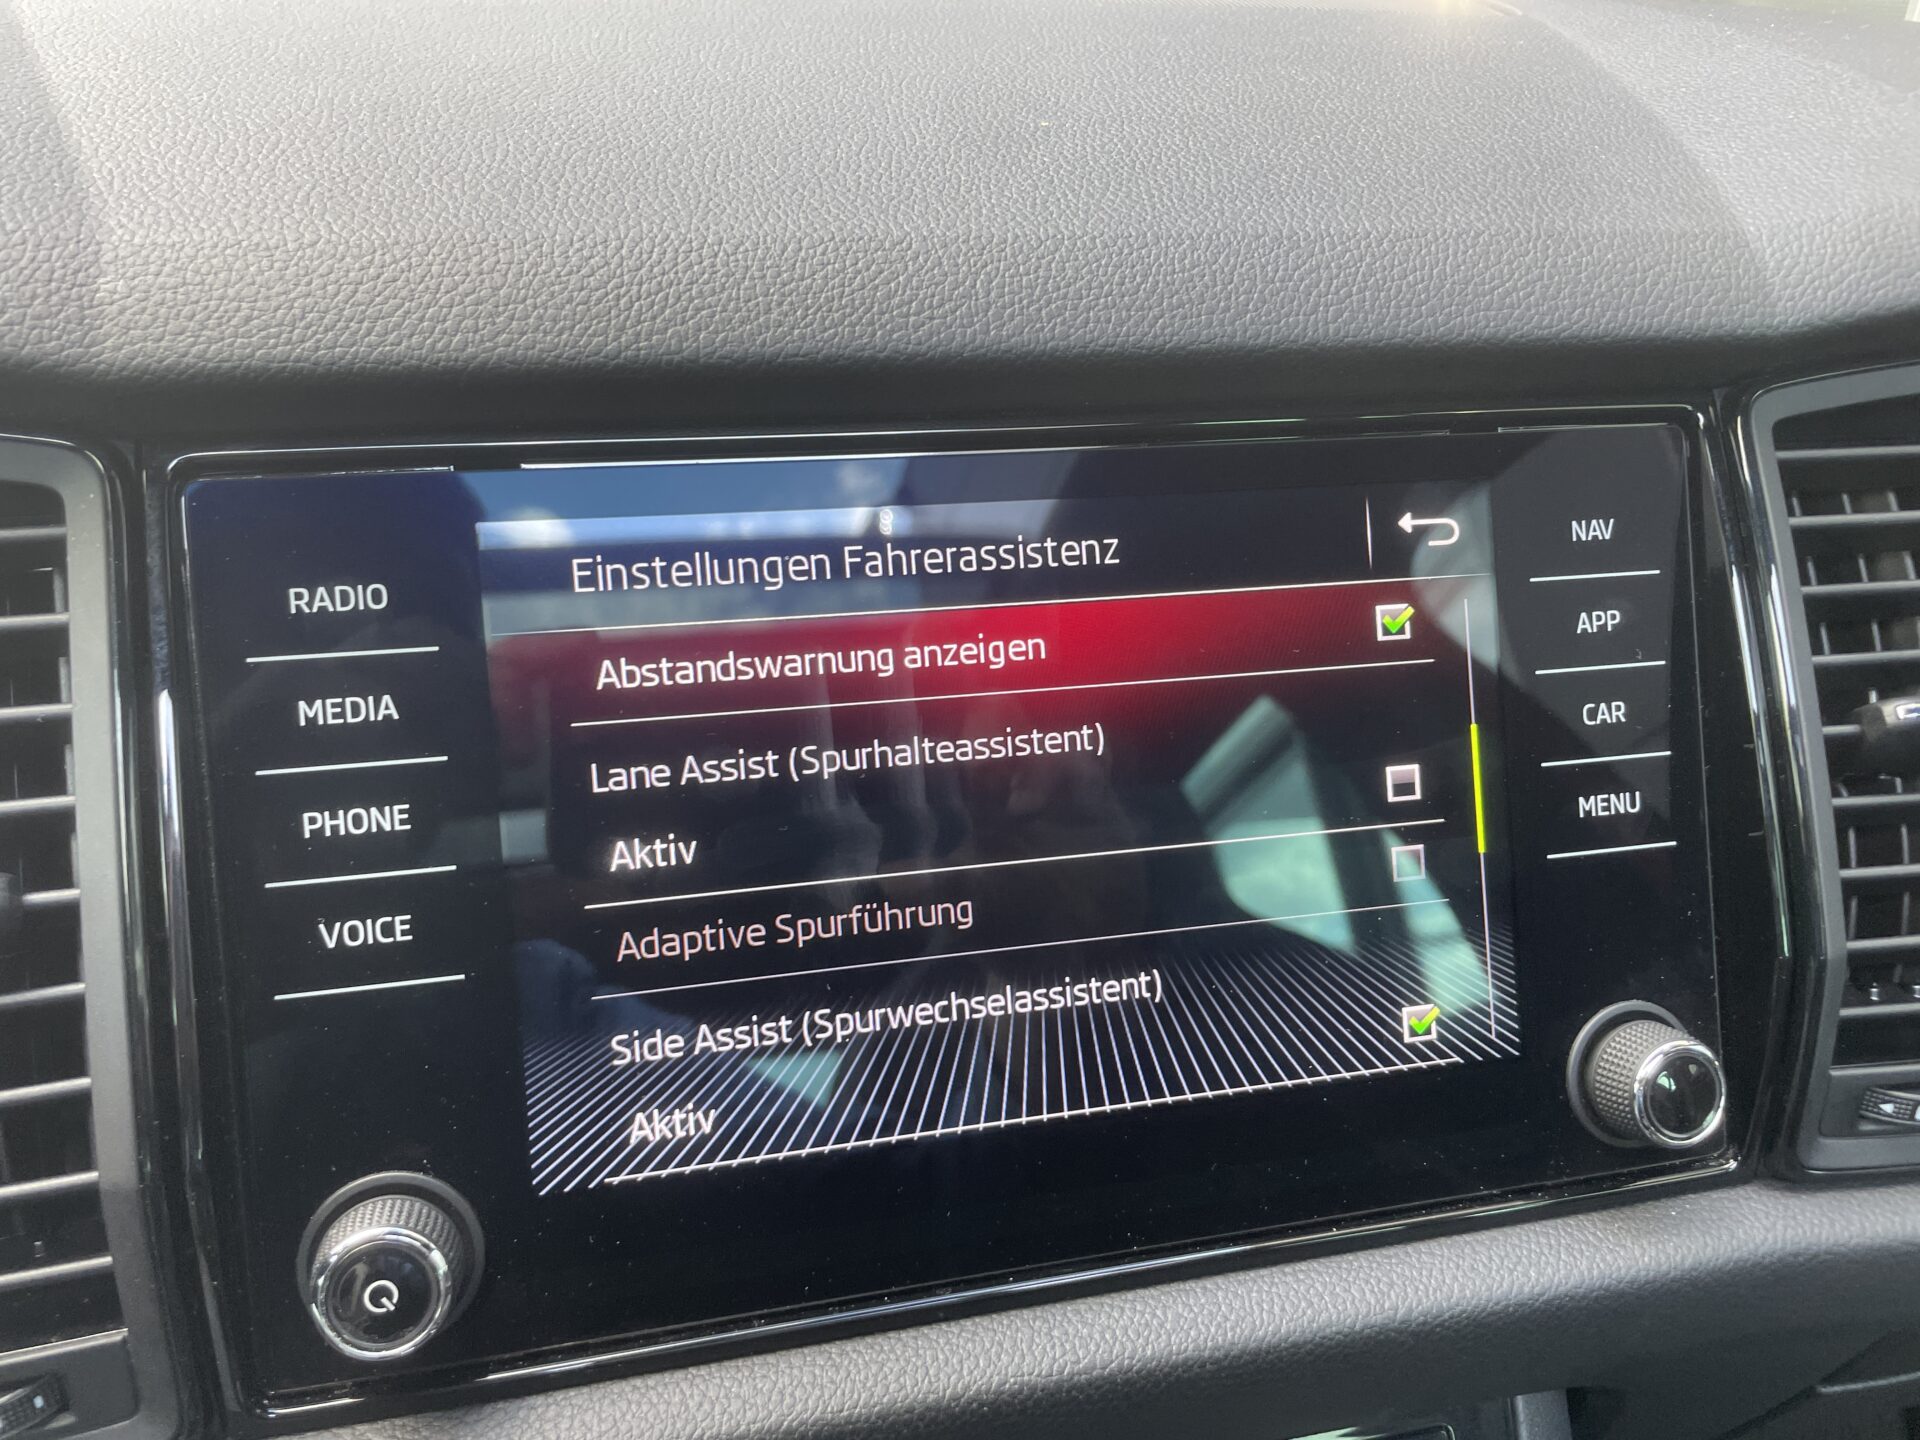 Einstellungen Fahrerassistenz
Abstandswarnung anzeigen
Lane Assist (Spurhalteassistent)
Aktiv
Adaptive Spurführung
Side Assist (Spurwechselassistent)
Aktiv
RADIO
MEDIA
PHONE
VOICE
NAV
APP
CAR
MENU